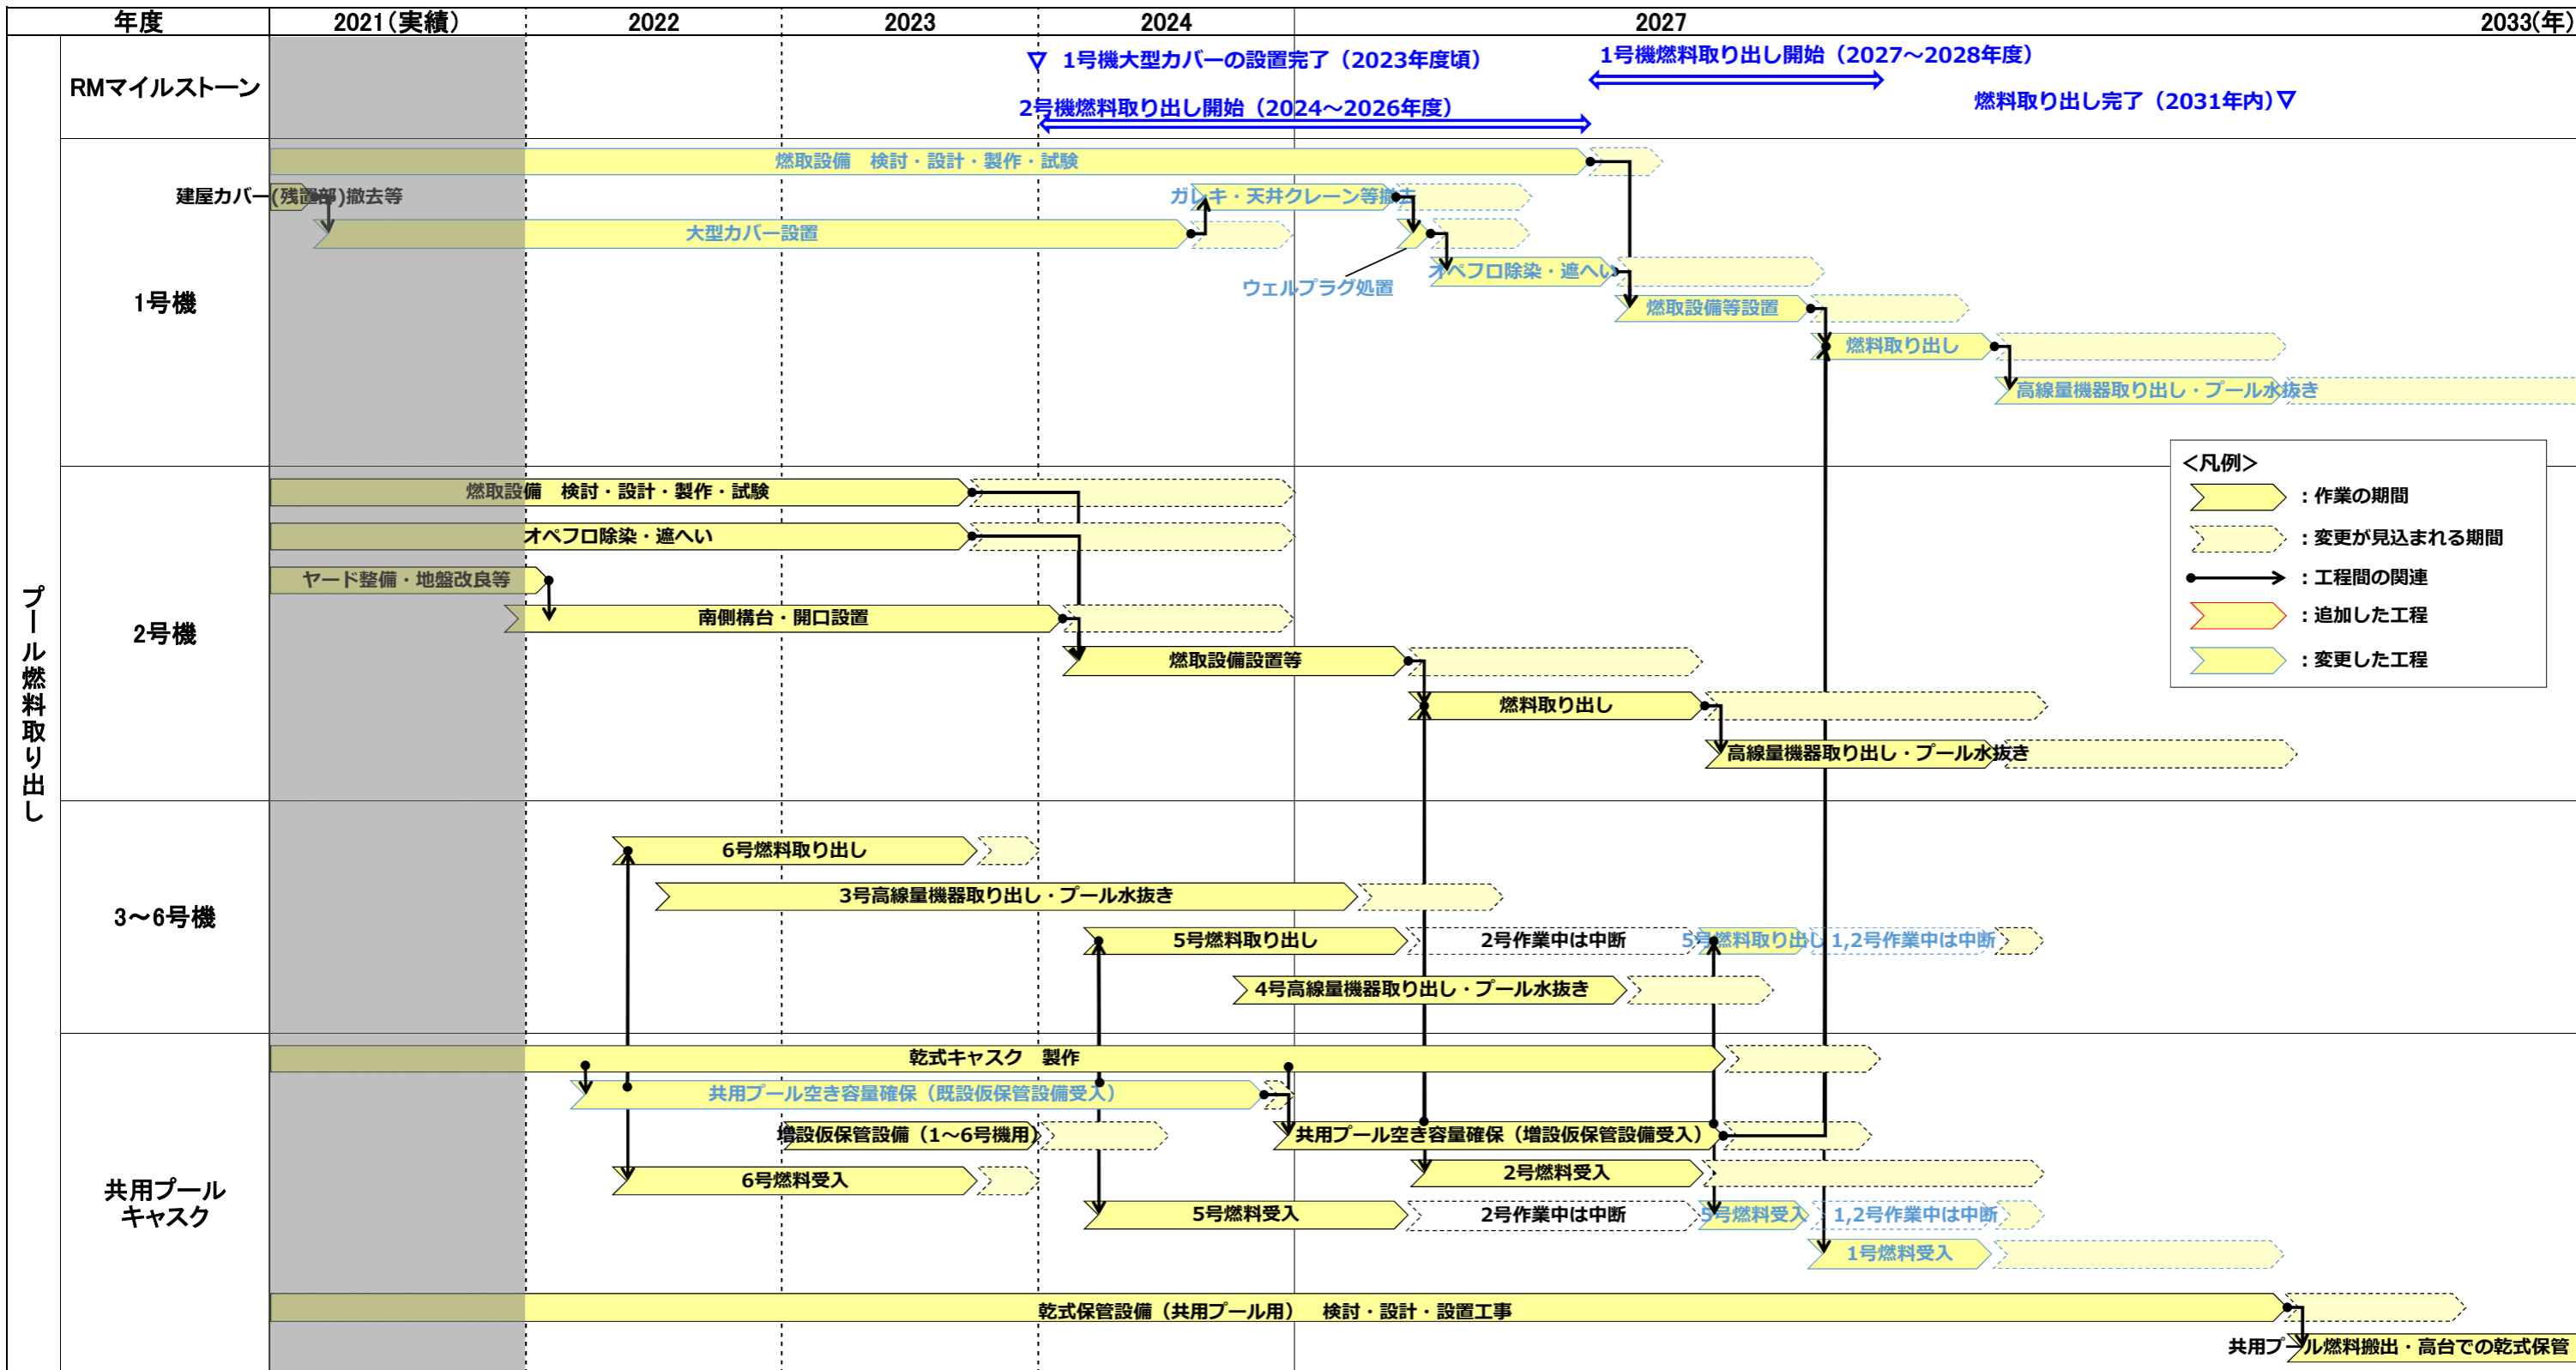 年度 2021(実績) 2022 2023 2024 2027 2033(年)
プール燃料取り出し
RMマイルストーン
▽ 1号機大型カバーの設置完了（2023年度頃）
1号機燃料取り出し開始（2027～2028年度）
2号機燃料取り出し開始（2024～2026年度）
燃料取り出し完了（2031年内）▽
1号機
燃取設備　検討・設計・製作・試験
建屋カバー(残置部)撤去等
ガレキ・天井クレーン等撤去
大型カバー設置
ウェルプラグ処置
オペフロ除染・遮へい
燃取設備等設置
燃料取り出し
高線量機器取り出し・プール水抜き
＜凡例＞
：作業の期間
：変更が見込まれる期間
：工程間の関連
：追加した工程
：変更した工程
2号機
燃取設備　検討・設計・製作・試験
オペフロ除染・遮へい
ヤード整備・地盤改良等
南側構台・開口設置
燃取設備設置等
燃料取り出し
高線量機器取り出し・プール水抜き
3～6号機
6号燃料取り出し
3号高線量機器取り出し・プール水抜き
5号燃料取り出し 2号作業中は中断 5号燃料取り出し 1,2号作業中は中断
4号高線量機器取り出し・プール水抜き
共用プール
キャスク
乾式キャスク　製作
共用プール空き容量確保（既設仮保管設備受入）
増設仮保管設備（1～6号機用） 共用プール空き容量確保（増設仮保管設備受入）
6号燃料受入 2号燃料受入
5号燃料受入 2号作業中は中断 5号燃料受入 1,2号作業中は中断
1号燃料受入
乾式保管設備（共用プール用）　検討・設計・設置工事
共用プール燃料搬出・高台での乾式保管